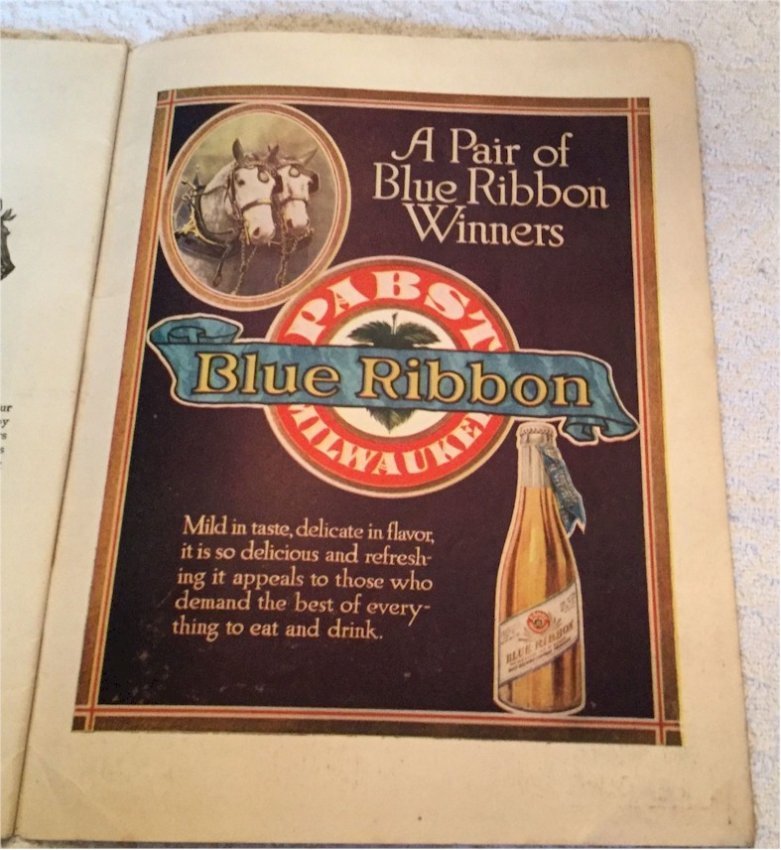 A Pair of
Blue Ribbon
Winners
PABST
Blue Ribbon
MILWAUKEE
Mild in taste, delicate in flavor,
it is so delicious and refresh-
ing it appeals to those who
demand the best of every-
thing to eat and drink.
BLUE RIBBON
ur